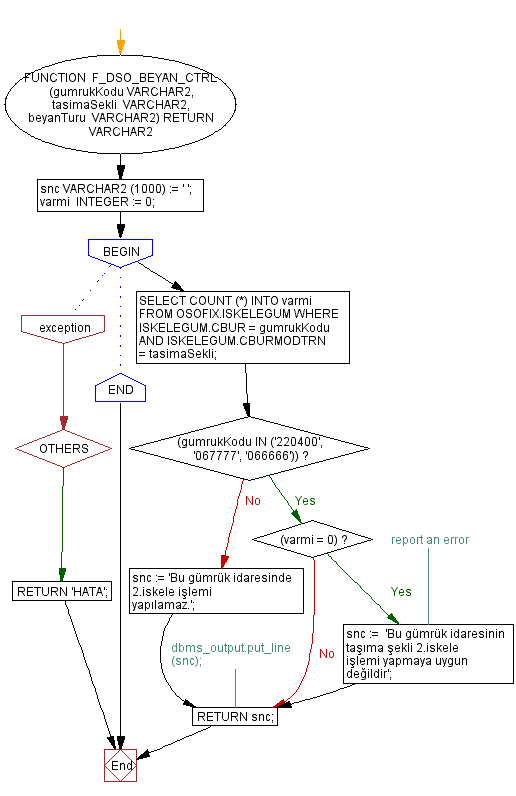 FUNCTION F_DSO_BEYAN_CTRL
(gumrukKodu VARCHAR2,
tasimaSekli VARCHAR2,
beyanTuru VARCHAR2) RETURN
VARCHAR2
snc VARCHAR2 (1000) := ' ';
varmi INTEGER := 0;
BEGIN
SELECT COUNT (*) INTO varmi
FROM OSOFIX.ISKELEGUM WHERE
ISKELEGUM.CBUR = gumrukKodu
AND ISKELEGUM.CBURMODTRN
= tasimaSekli;
exception
END
OTHERS
(gumrukKodu IN ('220400',
'067777', '066666')) ?
No
Yes
(varmi = 0) ?
report an error
RETURN 'HATA';
snc := 'Bu gümrük idaresinde
2.iskele işlemi
yapılamaz.';
Yes
snc := 'Bu gümrük idaresinin
taşıma şekli 2.iskele
işlemi yapmaya uygun
değildir';
dbms_output.put_line
(snc);
No
RETURN snc;
End